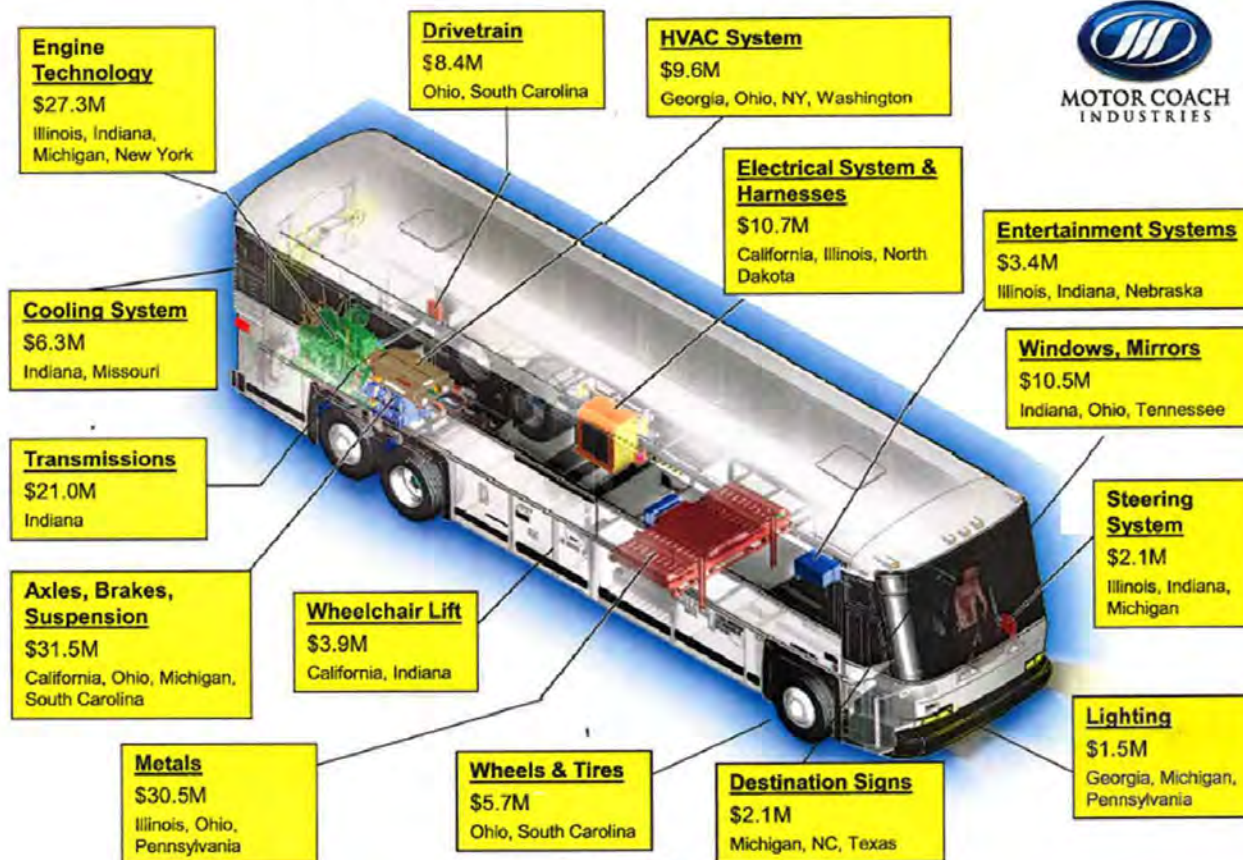 Engine
Technology
$27.3M
Illinois, Indiana,
Michigan, New York
Drivetrain
$8.4M
Ohio, South Carolina
HVAC System
$9.6M
Georgia, Ohio, NY, Washington
MOTOR COACH
INDUSTRIES
Electrical System &
Harnesses
$10.7M
California, Illinois, North
Dakota
Entertainment Systems
$3.4M
Illinois, Indiana, Nebraska
Cooling System
$6.3M
Indiana, Missouri
Windows, Mirrors
$10.5M
Indiana, Ohio, Tennessee
Transmissions
$21.0M
Indiana
Steering
System
$2.1M
Illinois, Indiana,
Michigan
Axles, Brakes,
Suspension
$31.5M
California, Ohio, Michigan,
South Carolina
Wheelchair Lift
$3.9M
California, Indiana
Metals
$30.5M
Illinois, Ohio,
Pennsylvania
Wheels & Tires
$5.7M
Ohio, South Carolina
Destination Signs
$2.1M
Michigan, NC, Texas
Lighting
$1.5M
Georgia, Michigan,
Pennsylvania